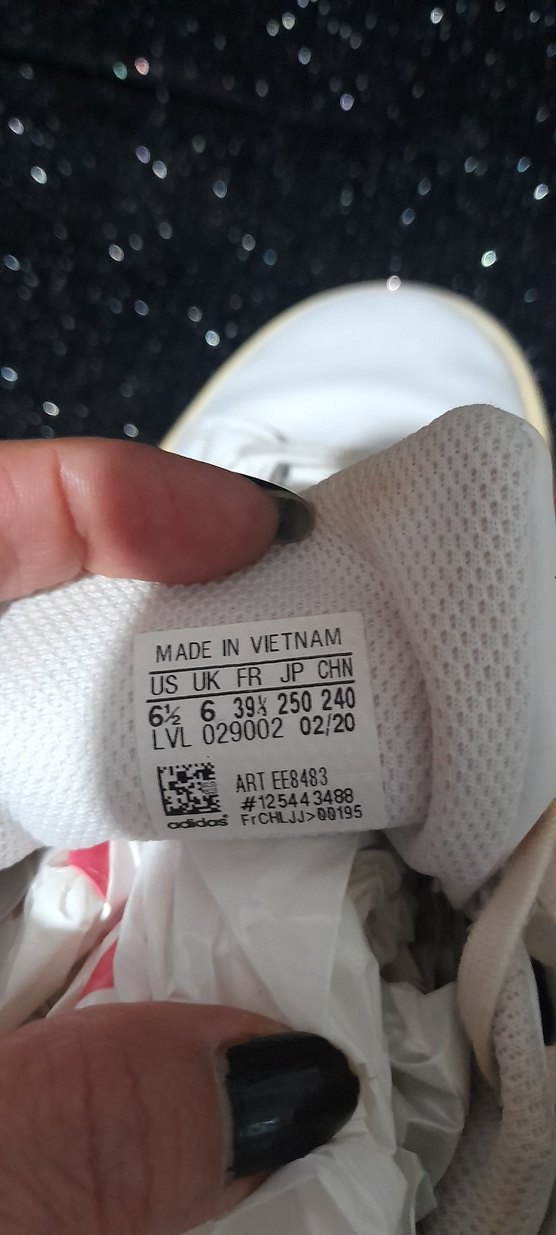 MADE IN VIETNAM
US UK FR JP CHN
6½ 6 39⅓ 250 240
LVL 029002 02/20
ART EE8483
#125443488
adidas FrCHLJJ>00195